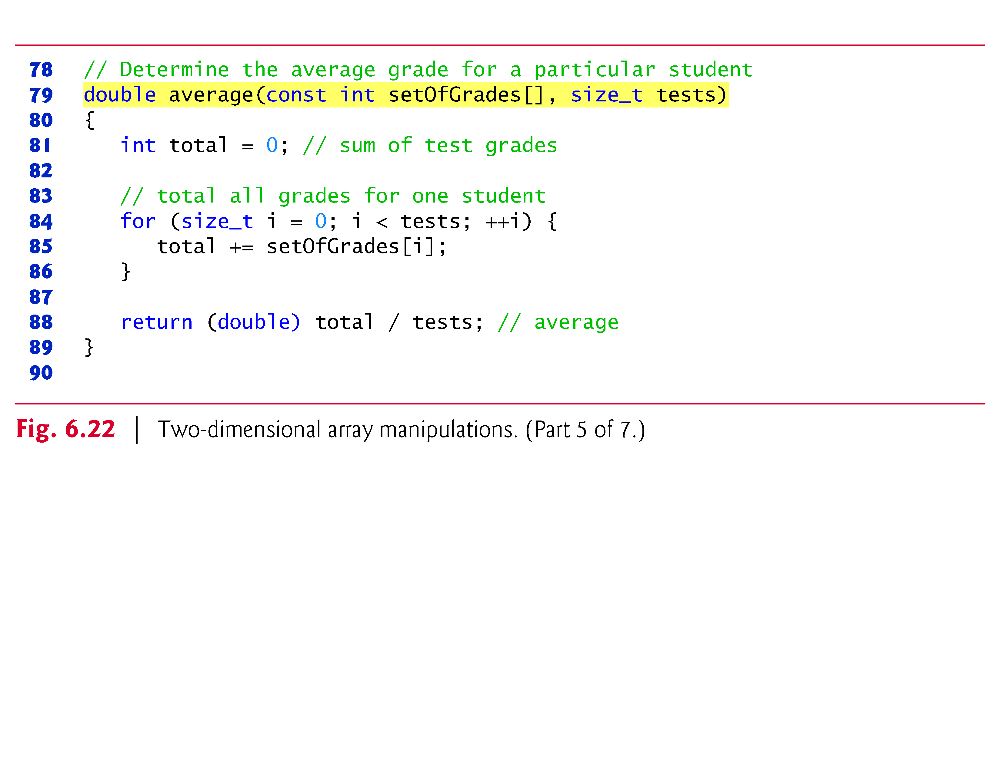 78 // Determine the average grade for a particular student
79 double average(const int setOfGrades[], size_t tests)
80 {
81    int total = 0; // sum of test grades
82
83    // total all grades for one student
84    for (size_t i = 0; i < tests; ++i) {
85       total += setOfGrades[i];
86    }
87
88    return (double) total / tests; // average
89 }
90
Fig. 6.22 | Two-dimensional array manipulations. (Part 5 of 7.)